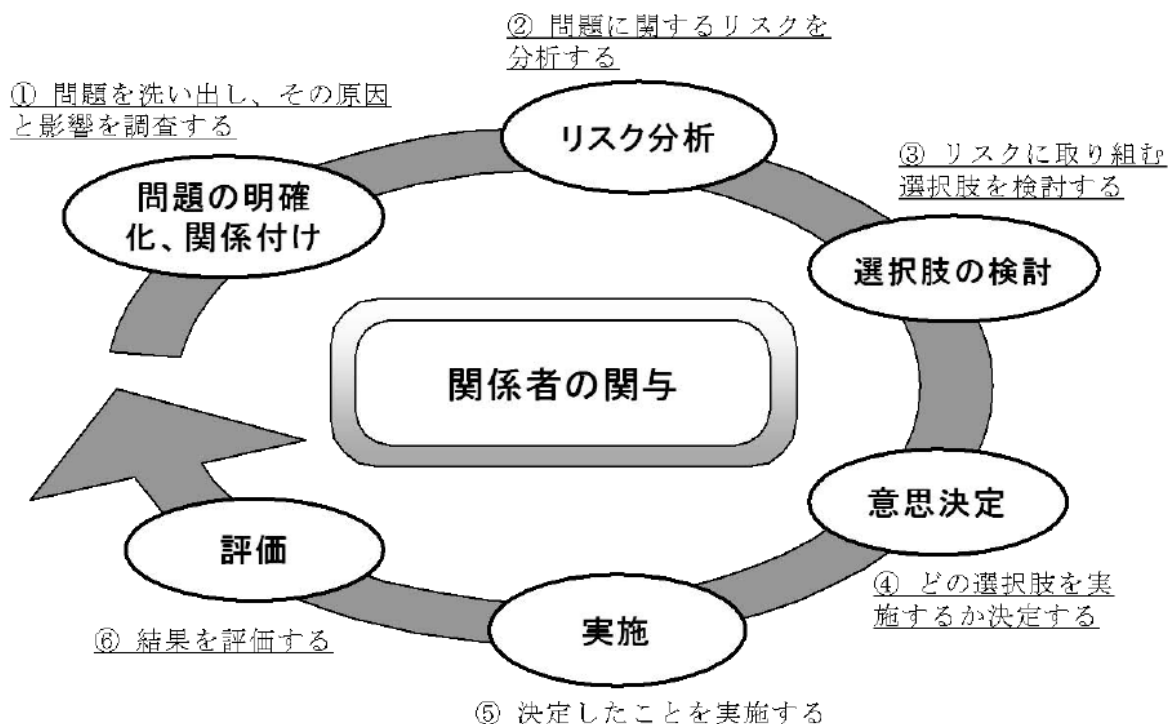 ① 問題を洗い出し、その原因
と影響を調査する
問題の明確
化、関係付け
② 問題に関するリスクを
分析する
リスク分析
③ リスクに取り組む
選択肢を検討する
選択肢の検討
関係者の関与
意思決定
④ どの選択肢を実
施するか決定する
実施
⑤ 決定したことを実施する
評価
⑥ 結果を評価する